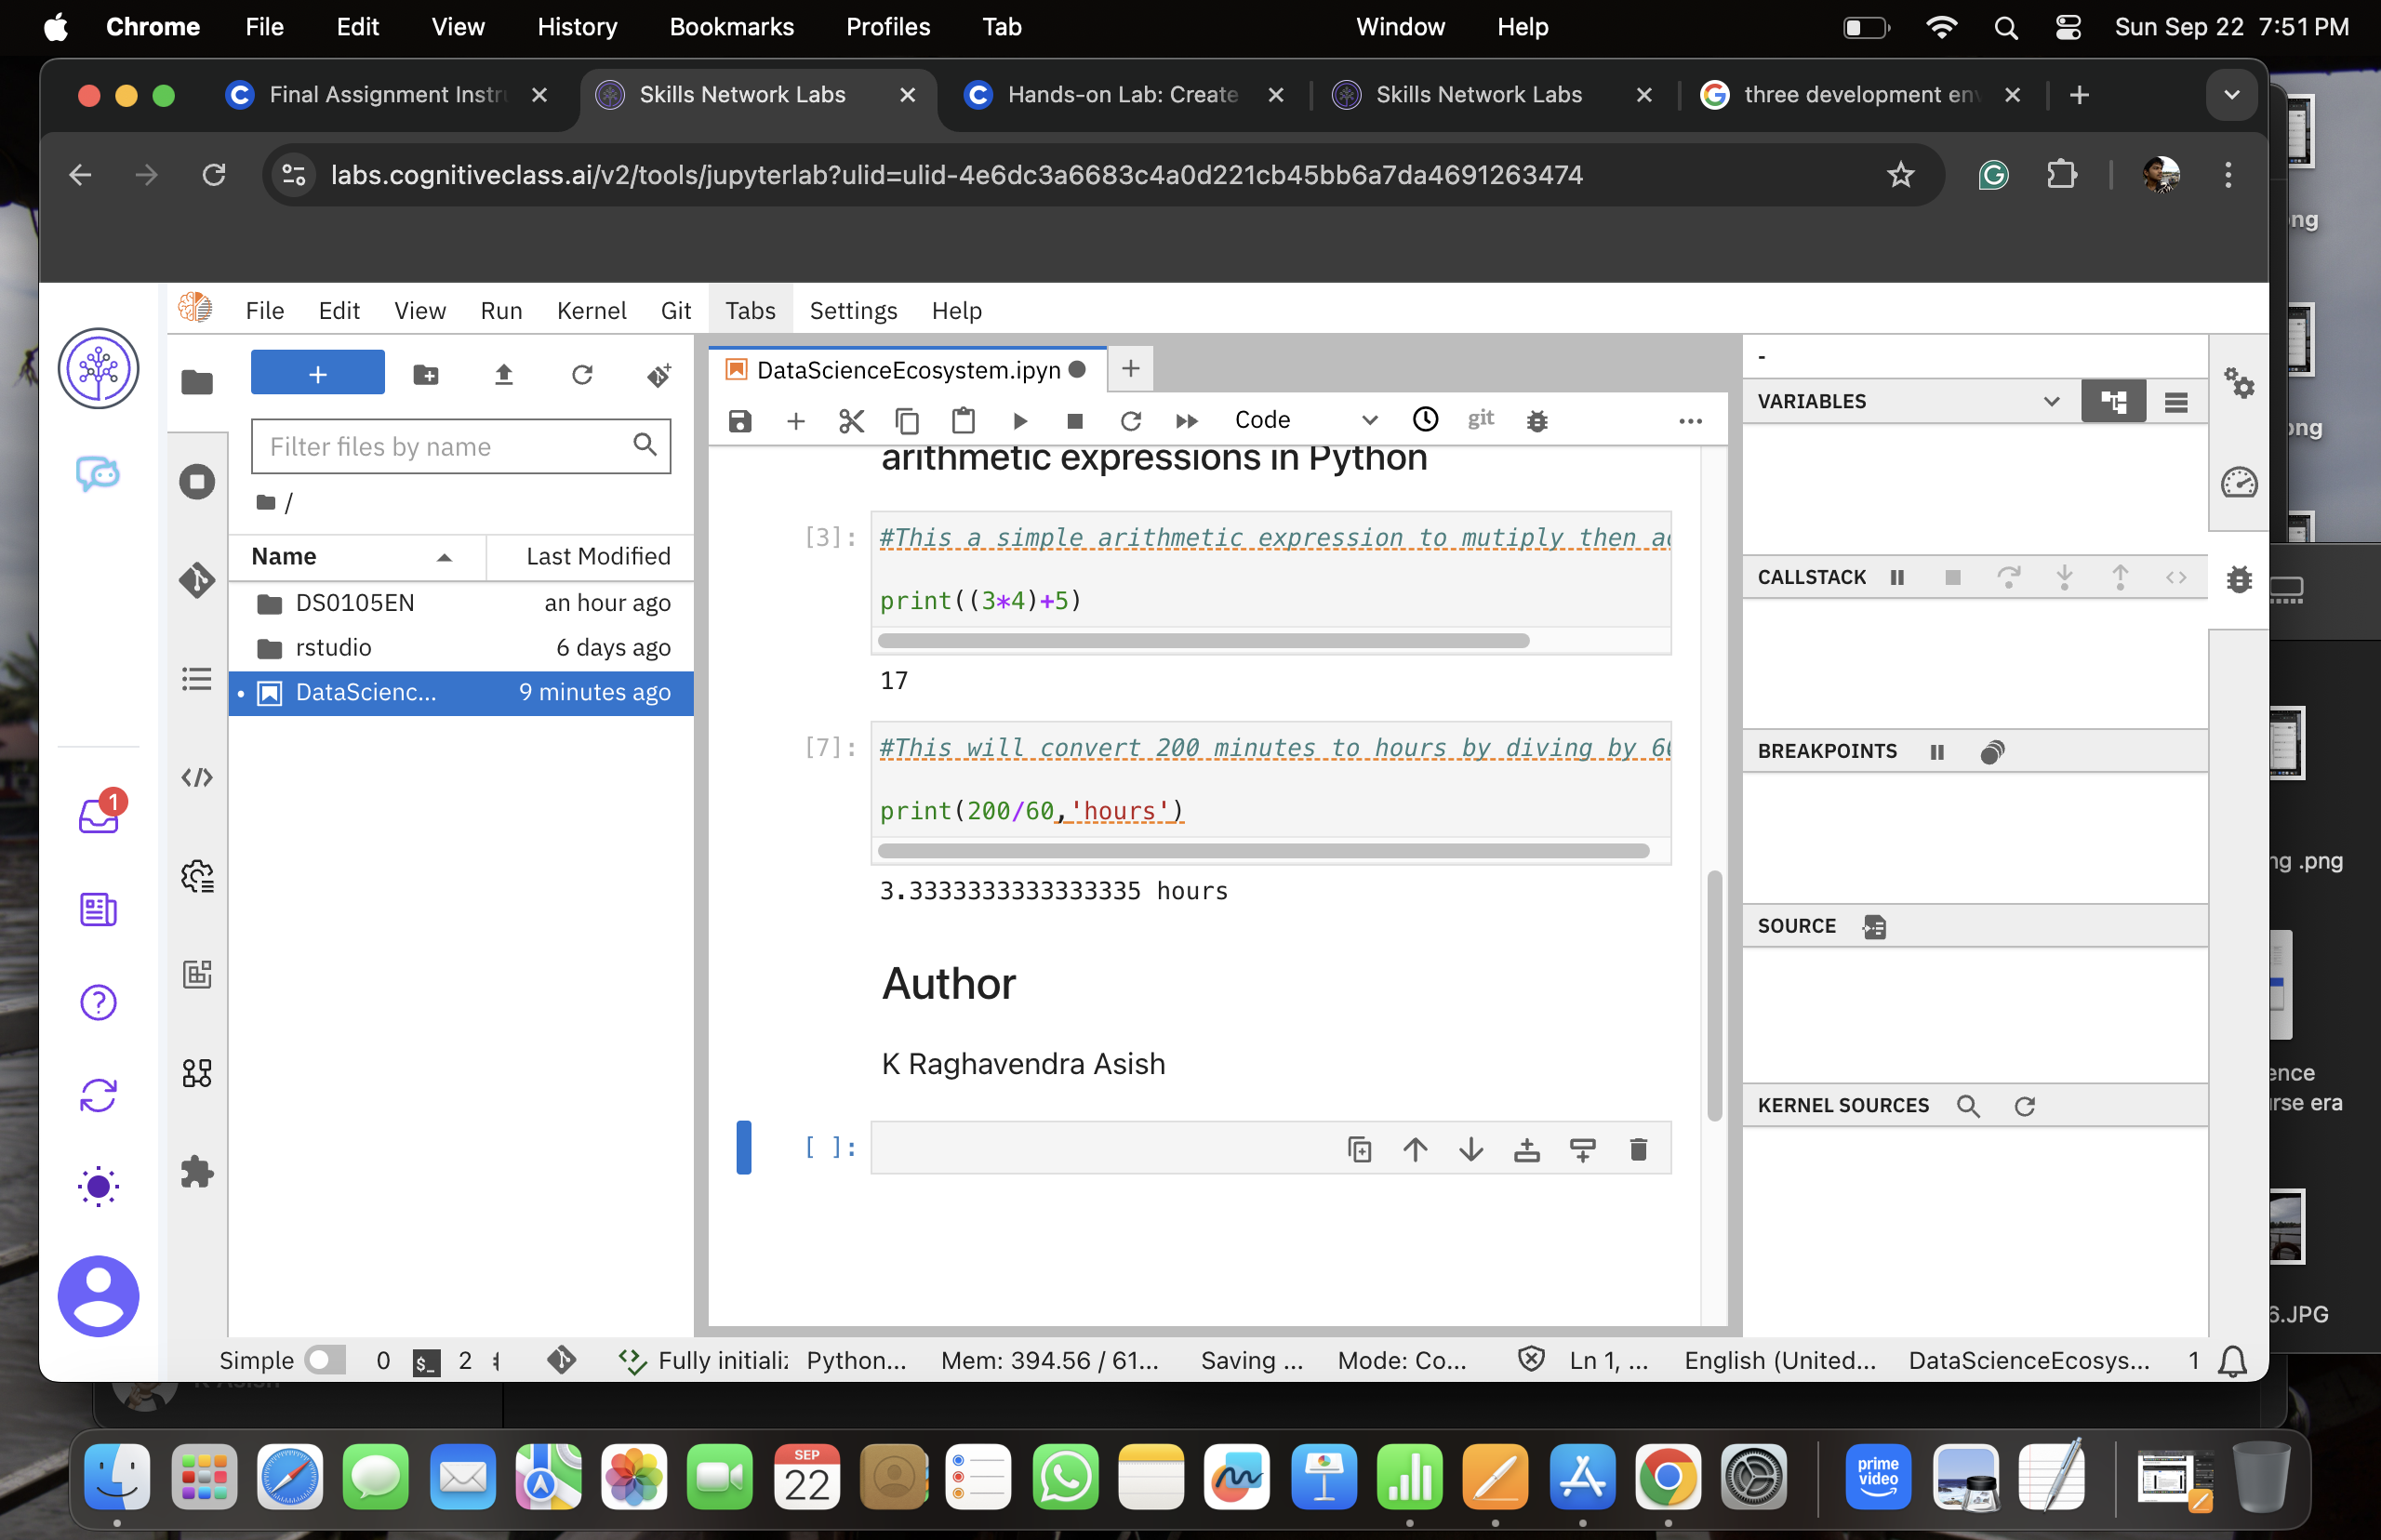 Chrome File Edit View History Bookmarks Profiles Tab Window Help Sun Sep 22 7:51 PM
Final Assignment Instru Skills Network Labs Hands-on Lab: Create Skills Network Labs three development env
labs.cognitiveclass.ai/v2/tools/jupyterlab?ulid=ulid-4e6dc3a6683c4a0d221cb45bb6a7da4691263474
File Edit View Run Kernel Git Tabs Settings Help
DataScienceEcosystem.ipyn
-
Code git
VARIABLES
Filter files by name
/
arithmetic expressions in Python
Name Last Modified
DS0105EN an hour ago
rstudio 6 days ago
DataScienc... 9 minutes ago
[3]: #This a simple arithmetic expression to mutiply then ad
print((3*4)+5)
17
[7]: #This will convert 200 minutes to hours by diving by 60
print(200/60,'hours')
3.3333333333333335 hours
Author
K Raghavendra Asish
[ ]:
CALLSTACK
BREAKPOINTS
SOURCE
KERNEL SOURCES
1
Simple 0 $_ 2 Fully initiali Python... Mem: 394.56 / 61... Saving ... Mode: Co... Ln 1, ... English (United... DataScienceEcosys... 1
ng .png
ence
rse era
6.JPG
SEP
22
prime
video